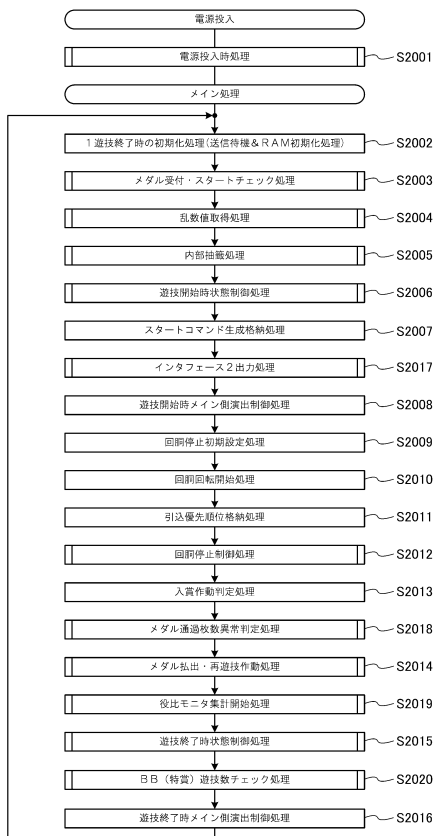 電源投入
電源投入時処理 S2001
メイン処理
1遊技終了時の初期化処理(送信待機&RAM初期化処理) S2002
メダル受付・スタートチェック処理 S2003
乱数値取得処理 S2004
内部抽籤処理 S2005
遊技開始時状態制御処理 S2006
スタートコマンド生成格納処理 S2007
インタフェース2出力処理 S2017
遊技開始時メイン側演出制御処理 S2008
回胴停止初期設定処理 S2009
回胴回転開始処理 S2010
引込優先順位格納処理 S2011
回胴停止制御処理 S2012
入賞作動判定処理 S2013
メダル通過枚数異常判定処理 S2018
メダル払出・再遊技作動処理 S2014
役比モニタ集計開始処理 S2019
遊技終了時状態制御処理 S2015
BB(特賞)遊技数チェック処理 S2020
遊技終了時メイン側演出制御処理 S2016